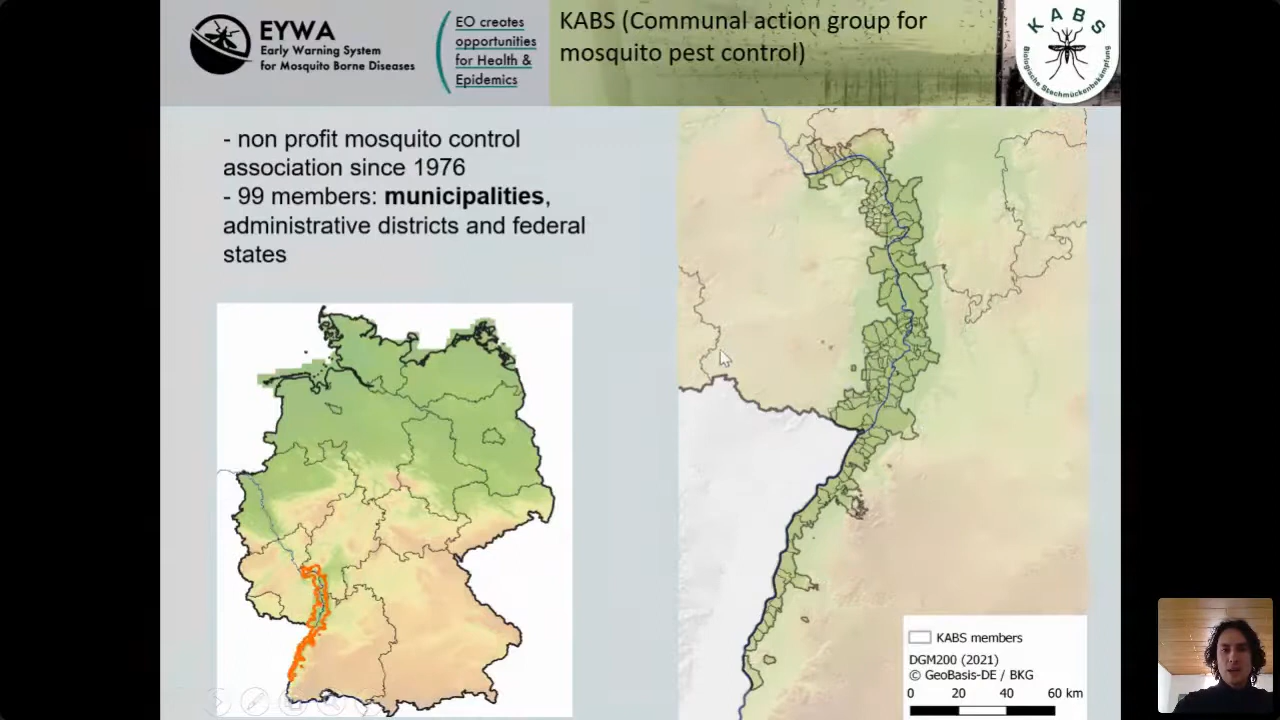 EYWA
Early Warning System
for Mosquito Borne Diseases
EO creates
opportunities
for Health &
Epidemics
KABS (Communal action group for
mosquito pest control)
KABS
Biologische Stechmückenbekämpfung
- non profit mosquito control
association since 1976
- 99 members: municipalities,
administrative districts and federal
states
KABS members
DGM200 (2021)
© GeoBasis-DE / BKG
0 20 40 60 km